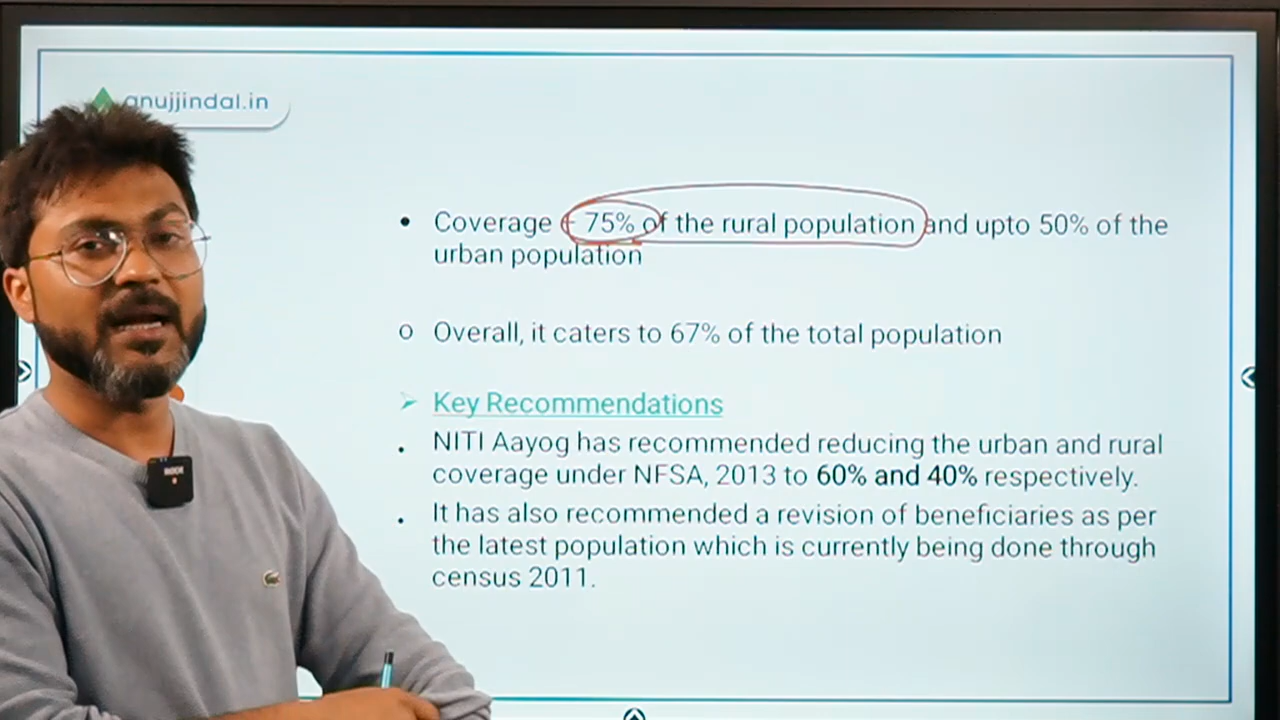 anujjindal.in
• Coverage - 75% of the rural population and upto 50% of the
urban population
o Overall, it caters to 67% of the total population
➢ Key Recommendations
. NITI Aayog has recommended reducing the urban and rural
coverage under NFSA, 2013 to 60% and 40% respectively.
. It has also recommended a revision of beneficiaries as per
the latest population which is currently being done through
census 2011.